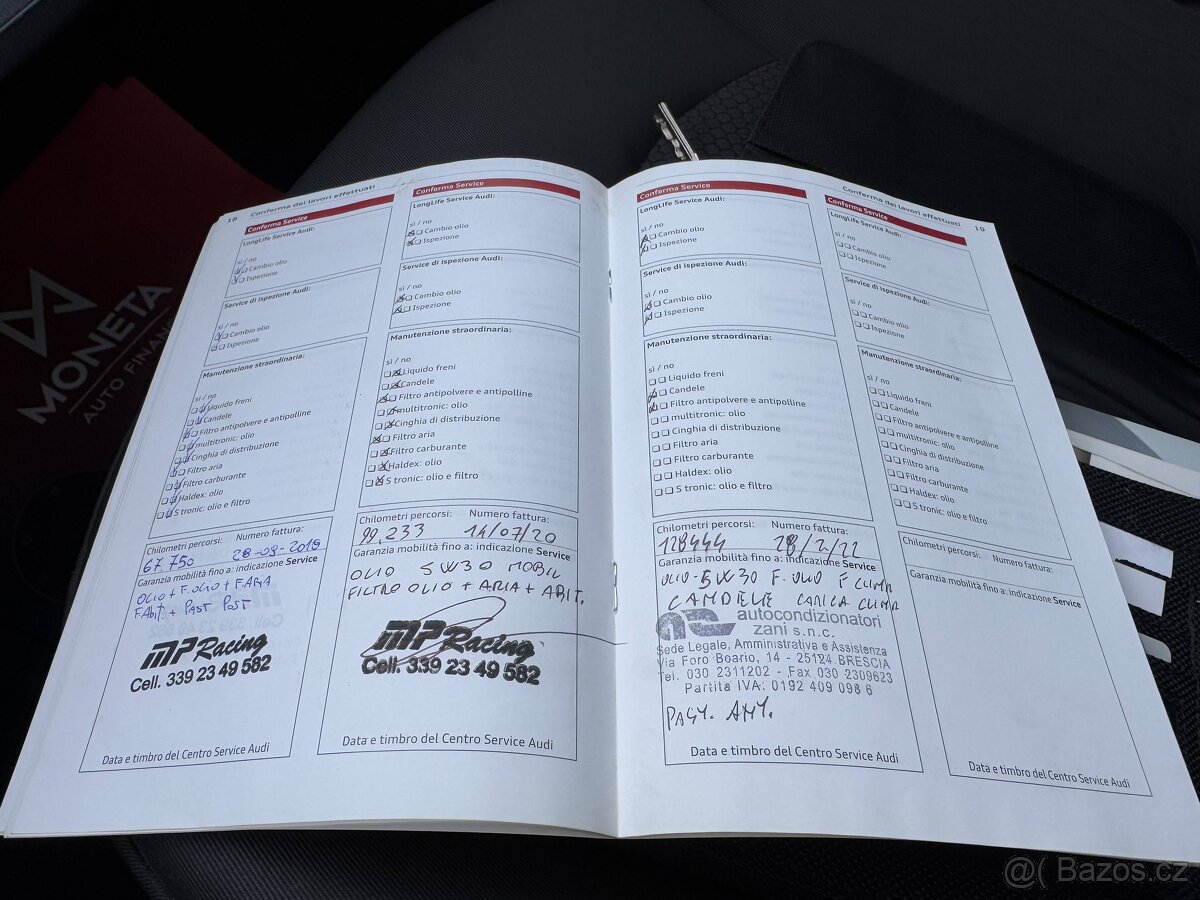 MONETA
AUTO FINAN
18 Conferma dei lavori effettuati
Conferma Service
LongLife Service Audi:
sì / no
Cambio olio
Ispezione
Service di ispezione Audi:
sì / no
Cambio olio
Ispezione
Manutenzione straordinaria:
sì / no
Liquido freni
Candele
Filtro antipolvere e antipolline
multitronic: olio
Cinghia di distribuzione
Filtro aria
Filtro carburante
Haldex: olio
S tronic: olio e filtro
Chilometri percorsi: Numero fattura:
67.750 28-09-2019
Garanzia mobilità fino a: indicazione Service
OLIO + F.OLIO + F.ARIA
F.ABIT. + PAST POST
MP Racing
Cell. 339 23 49 582
Data e timbro del Centro Service Audi
Conferma Service
LongLife Service Audi:
sì / no
Cambio olio
Ispezione
Service di ispezione Audi:
sì / no
Cambio olio
Ispezione
Manutenzione straordinaria:
sì / no
Liquido freni
Candele
Filtro antipolvere e antipolline
multitronic: olio
Cinghia di distribuzione
Filtro aria
Filtro carburante
Haldex: olio
S tronic: olio e filtro
Chilometri percorsi: Numero fattura:
99.233 14/07/20
Garanzia mobilità fino a: indicazione Service
OLIO 5W30 MOBIL
FILTRO OLIO + ARIA + ABIT.
MP Racing
Cell. 339 23 49 582
Data e timbro del Centro Service Audi
Conferma Service
LongLife Service Audi:
sì / no
Cambio olio
Ispezione
Service di ispezione Audi:
sì / no
Cambio olio
Ispezione
Manutenzione straordinaria:
sì / no
Liquido freni
Candele
Filtro antipolvere e antipolline
multitronic: olio
Cinghia di distribuzione
Filtro aria
Filtro carburante
Haldex: olio
S tronic: olio e filtro
Chilometri percorsi: Numero fattura:
128444 28/2/22
Garanzia mobilità fino a: indicazione Service
OLIO-5W30 F. OLIO F CLIMA
CANDELE CARICA CLIMA
autocondizionatori
zani s.n.c.
Sede Legale, Amministrativa e Assistenza
Via Foro Boario, 14 - 25124 BRESCIA
Tel. 030 2311202 - Fax 030 2309623
Partita IVA: 0192 409 098 6
ANT.
Data e timbro del Centro Service Audi
Conferma dei lavori effettuati 19
Conferma Service
LongLife Service Audi:
sì / no
Cambio olio
Ispezione
Service di ispezione Audi:
sì / no
Cambio olio
Ispezione
Manutenzione straordinaria:
sì / no
Liquido freni
Candele
Filtro antipolvere e antipolline
multitronic: olio
Cinghia di distribuzione
Filtro aria
Filtro carburante
Haldex: olio
S tronic: olio e filtro
Chilometri percorsi: Numero fattura:
Garanzia mobilità fino a: indicazione Service
Data e timbro del Centro Service Audi
@( Bazos.cz